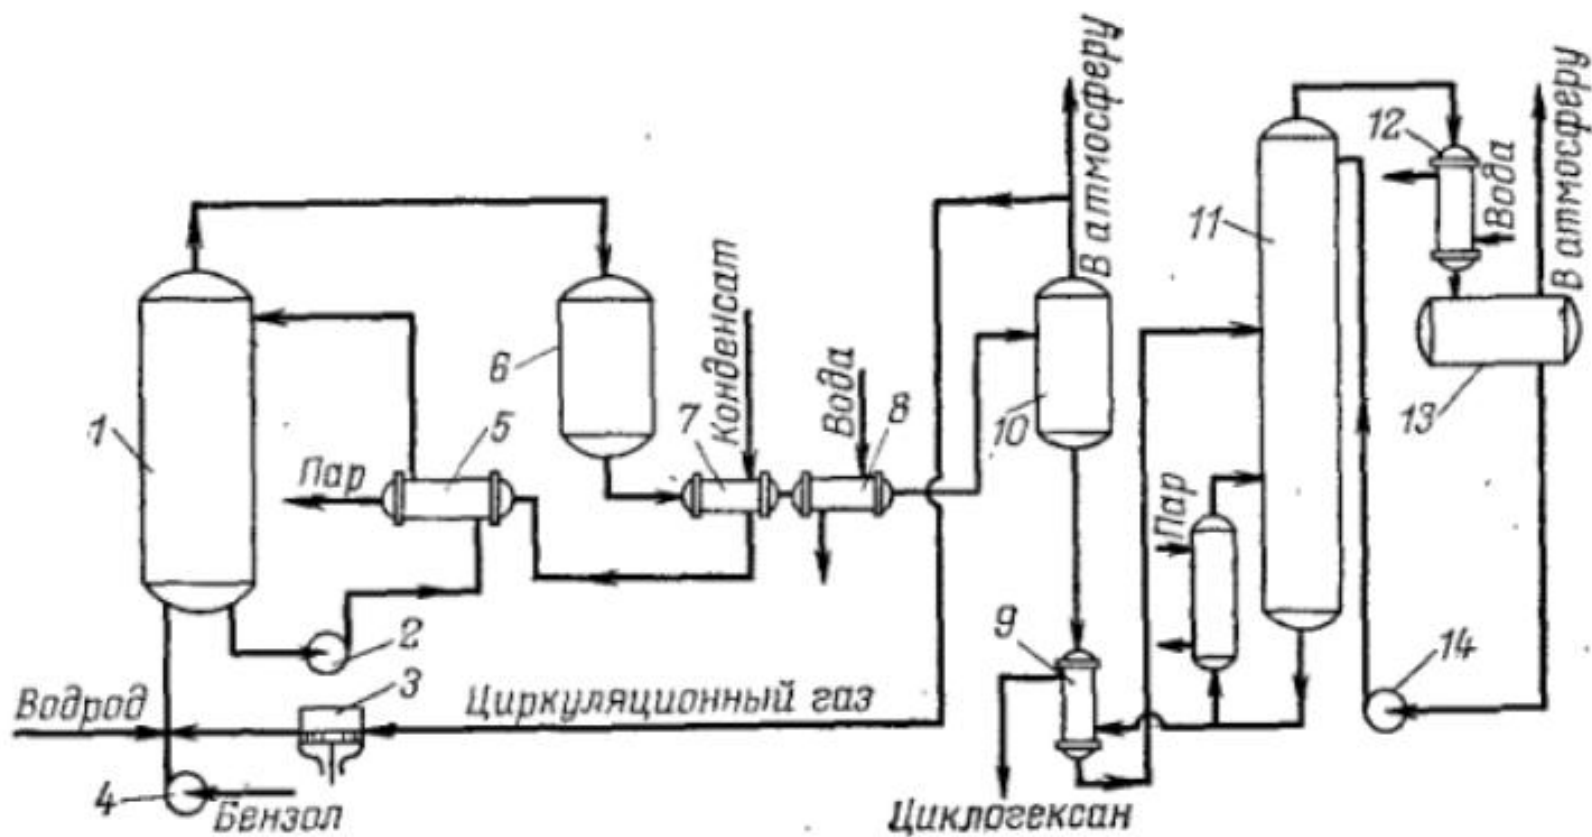 В атмосферу
В атмосферу
12
Вода
11
Конденсат
6
Вода
1
5
7
8
10
13
Пар
Пар
9
2
14
3
Водрод
Циркуляционный газ
4
Бензол
Циклогексан